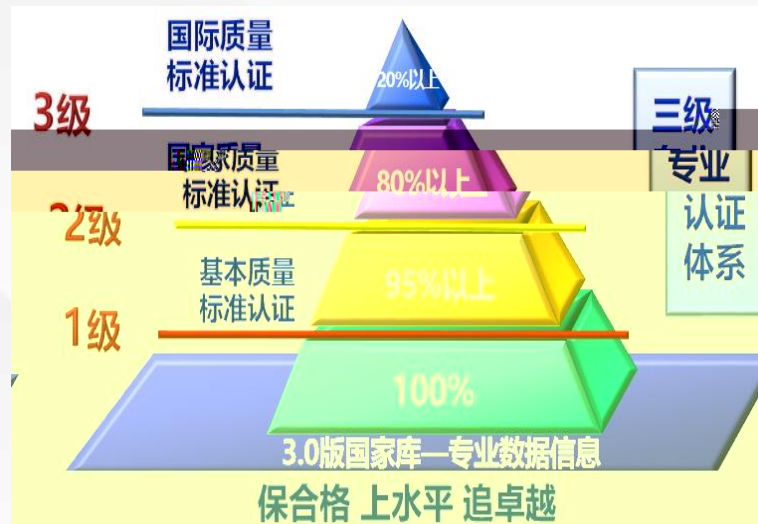 国际质量
标准认证
20%以上
3级
三级
专业
认证
体系
国家质量
标准认证
80%以上
2级
基本质量
标准认证
95%以上
1级
100%
3.0版国家库—专业数据信息
保合格 上水平 追卓越